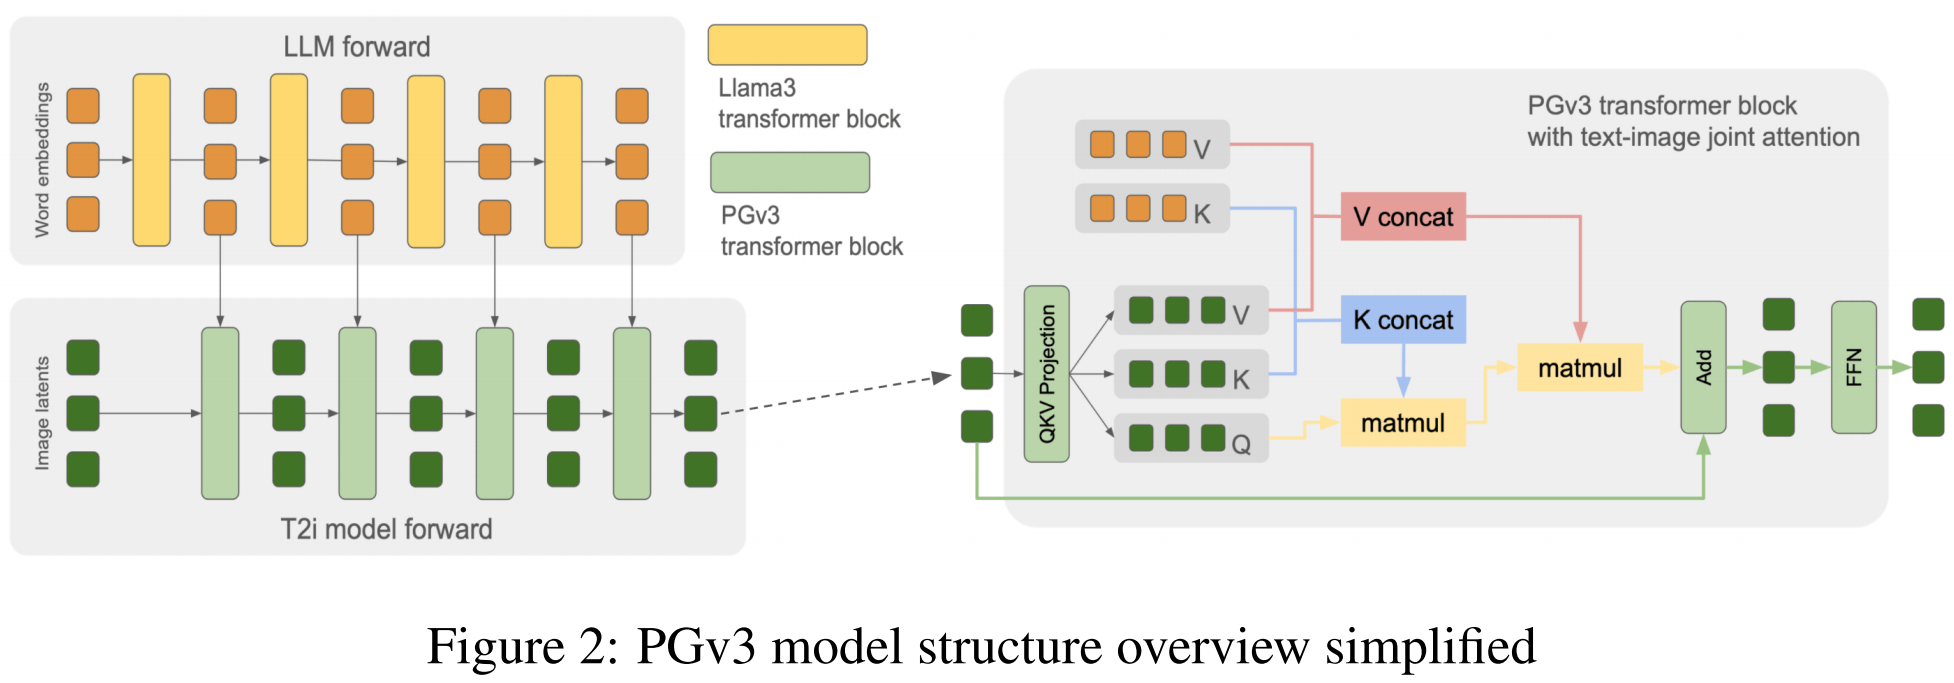 LLM forward
Word embeddings
Llama3
transformer block
PGv3
transformer block
Image latents
T2i model forward
PGv3 transformer block
with text-image joint attention
V
K
V concat
QKV Projection
V
K
Q
K concat
matmul
matmul
Add
FFN
Figure 2: PGv3 model structure overview simplified